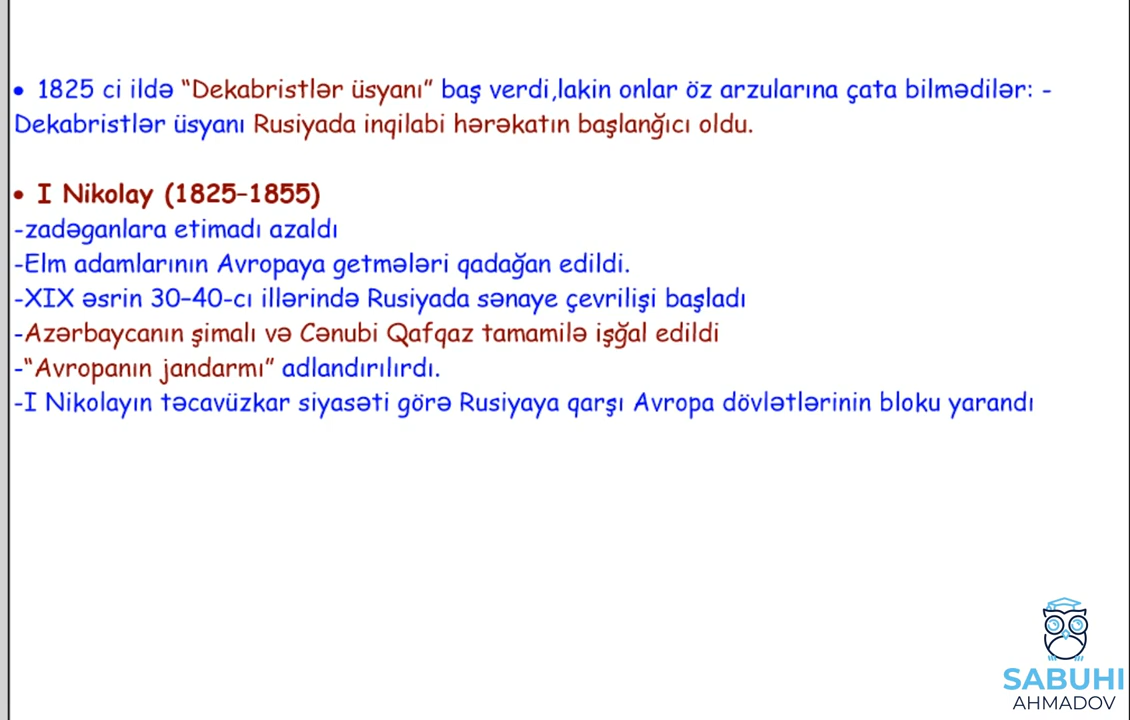 • 1825 ci ildə “Dekabristlər üsyanı” baş verdi,lakin onlar öz arzularına çata bilmədilər: -
Dekabristlər üsyanı Rusiyada inqilabi hərəkatın başlanğıcı oldu.
• I Nikolay (1825–1855)
-zadəganlara etimadı azaldı
-Elm adamlarının Avropaya getmələri qadağan edildi.
-XIX əsrin 30–40-cı illərində Rusiyada sənaye çevrilişi başladı
-Azərbaycanın şimalı və Cənubi Qafqaz tamamilə işğal edildi
-“Avropanın jandarmı” adlandırılırdı.
-I Nikolayın təcavüzkar siyasəti görə Rusiyaya qarşı Avropa dövlətlərinin bloku yarandı
SABUHI
AHMADOV